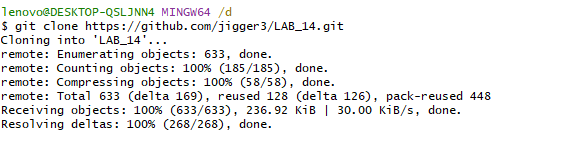 lenovo@DESKTOP-QSLJNN4 MINGW64 /d
$ git clone https://github.com/jigger3/LAB_14.git
Cloning into 'LAB_14'...
remote: Enumerating objects: 633, done.
remote: Counting objects: 100% (185/185), done.
remote: Compressing objects: 100% (58/58), done.
remote: Total 633 (delta 169), reused 128 (delta 126), pack-reused 448
Receiving objects: 100% (633/633), 236.92 KiB | 30.00 KiB/s, done.
Resolving deltas: 100% (268/268), done.